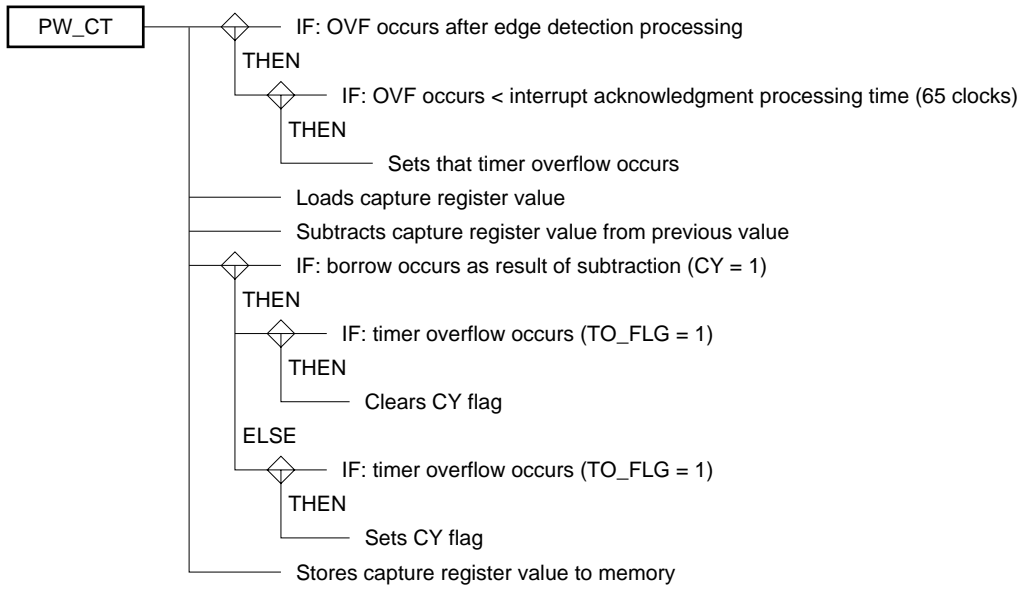 PW_CT
IF: OVF occurs after edge detection processing
THEN
IF: OVF occurs < interrupt acknowledgment processing time (65 clocks)
THEN
Sets that timer overflow occurs
Loads capture register value
Subtracts capture register value from previous value
IF: borrow occurs as result of subtraction (CY = 1)
THEN
IF: timer overflow occurs (TO_FLG = 1)
THEN
Clears CY flag
ELSE
IF: timer overflow occurs (TO_FLG = 1)
THEN
Sets CY flag
Stores capture register value to memory